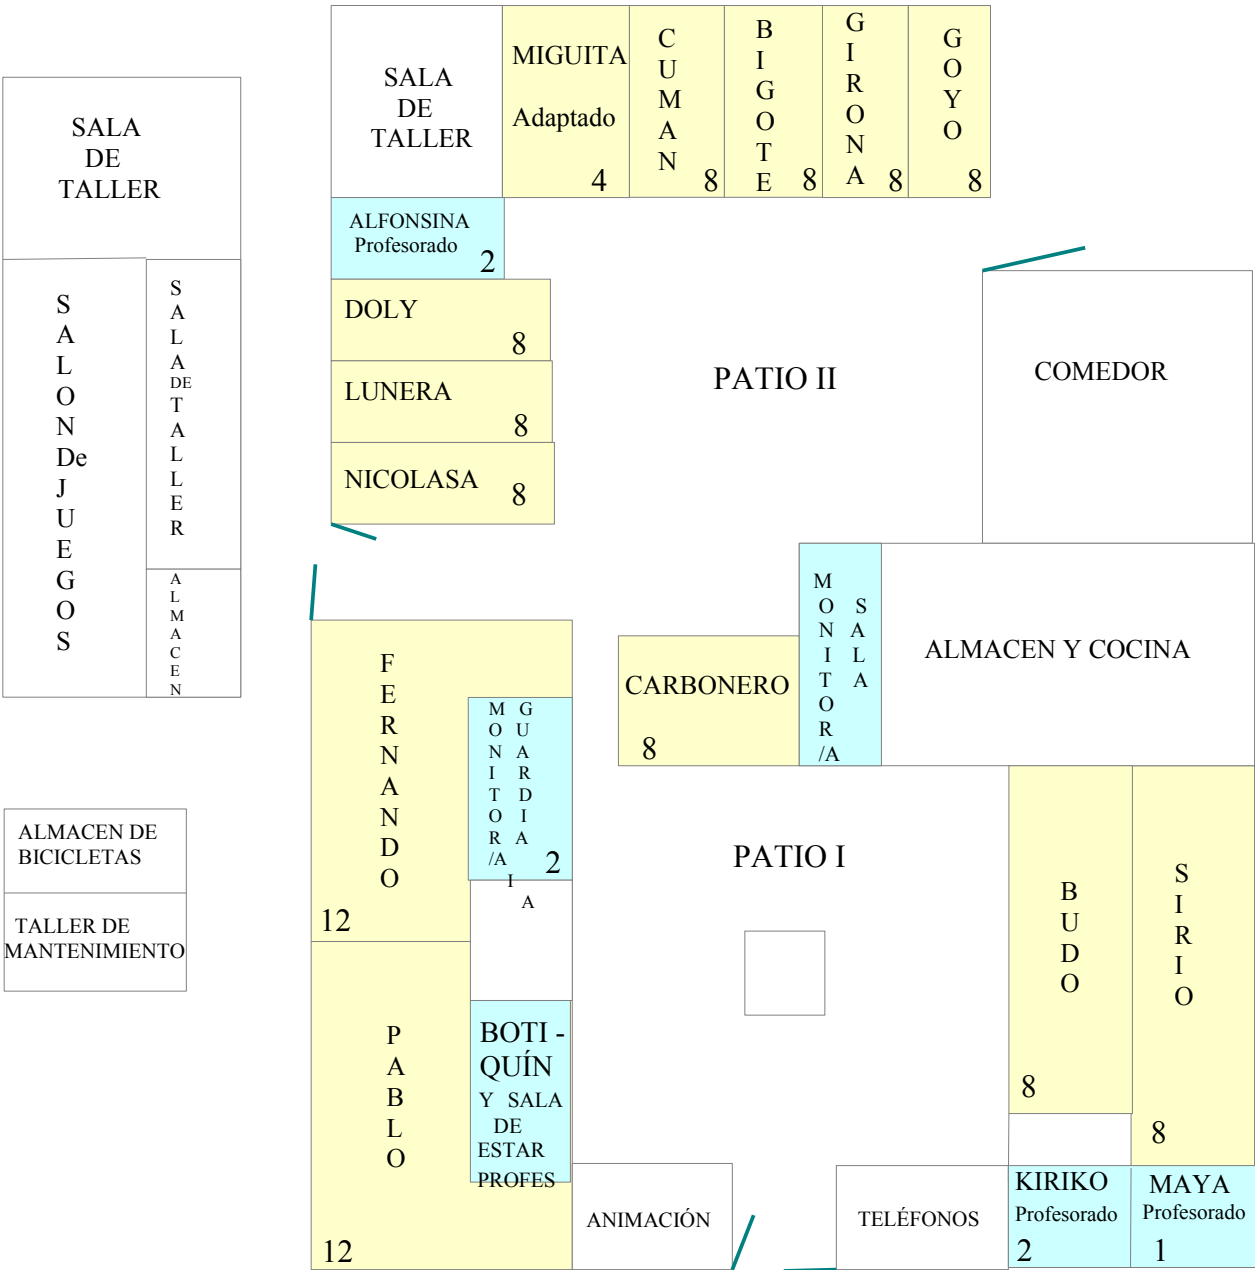 SALA
DE
TALLER
SALON De JUEGOS
SALA DE TALLER
ALMACEN
ALMACEN DE
BICICLETAS
TALLER DE
MANTENIMIENTO
SALA
DE
TALLER
MIGUITA
Adaptado
4
CUMAN
8
BIGOTE
8
GIRONA
8
GOYO
8
ALFONSINA
Profesorado
2
DOLY
8
LUNERA
8
NICOLASA
8
PATIO II
COMEDOR
MONITOR/A
SALA
ALMACEN Y COCINA
CARBONERO
8
FERNANDO
12
MONITOR/A
GUARDIA
2
I
A
PATIO I
PABLO
12
BOTI -
QUÍN
Y SALA
DE
ESTAR
PROFES
ANIMACIÓN
TELÉFONOS
BUDO
8
SIRIO
8
KIRIKO
Profesorado
2
MAYA
Profesorado
1